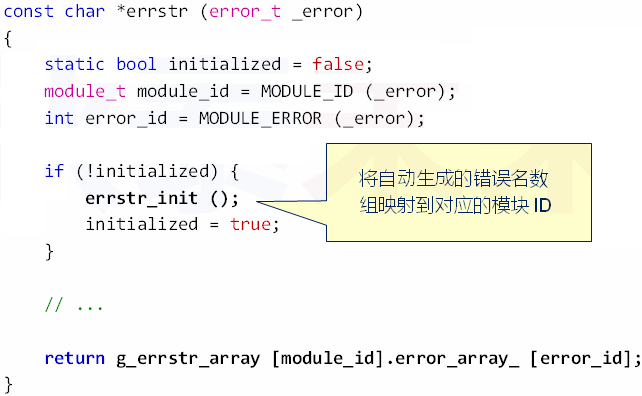 const char *errstr (error_t _error)
{
    static bool initialized = false;
    module_t module_id = MODULE_ID (_error);
    int error_id = MODULE_ERROR (_error);
    if (!initialized) {
        errstr_init ();
        initialized = true;
    }
将自动生成的错误名数
组映射到对应的模块 ID
    // ...
    return g_errstr_array [module_id].error_array_ [error_id];
}